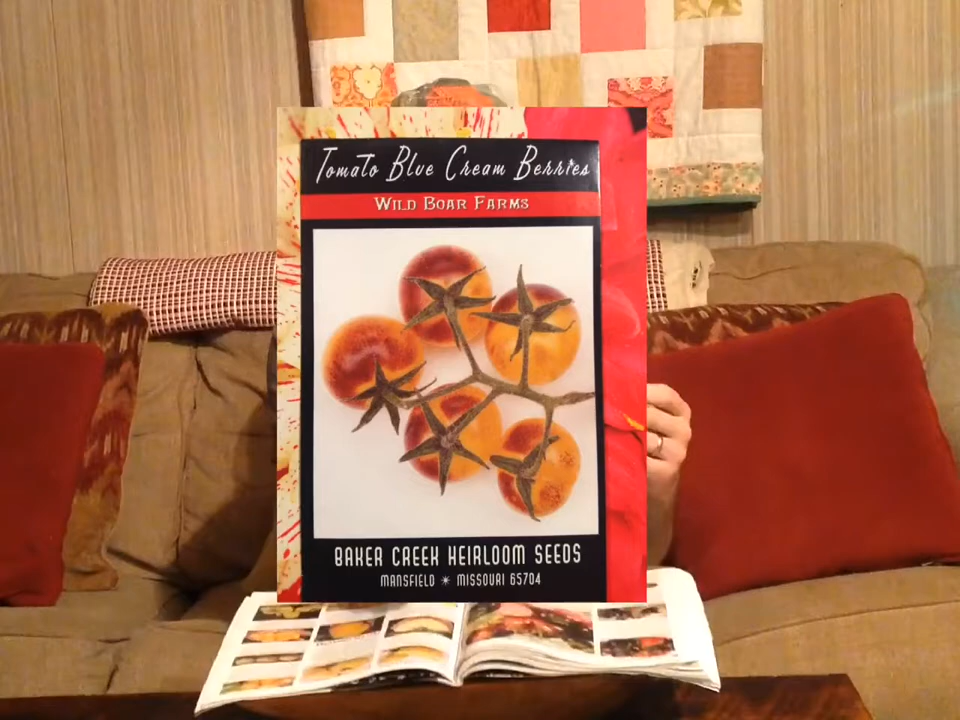 Tomato Blue Cream Berries
Wild Boar Farms
BAKER CREEK HEIRLOOM SEEDS
MANSFIELD * MISSOURI 65704